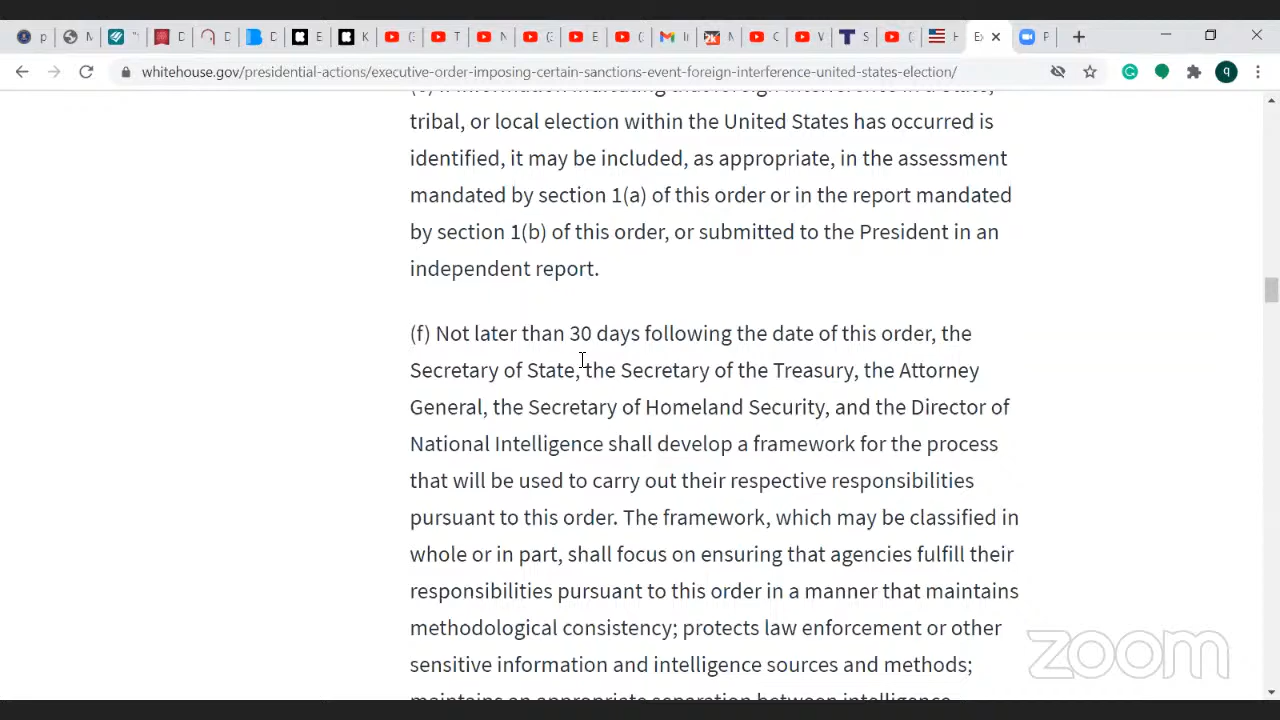 p
M
D
D
D
E
K
(
T
N
(
E
(
Ir
M
C
V
S
(
H
E
P
whitehouse.gov/presidential-actions/executive-order-imposing-certain-sanctions-event-foreign-interference-united-states-election/
q
tribal, or local election within the United States has occurred is
identified, it may be included, as appropriate, in the assessment
mandated by section 1(a) of this order or in the report mandated
by section 1(b) of this order, or submitted to the President in an
independent report.
(f) Not later than 30 days following the date of this order, the
Secretary of State, the Secretary of the Treasury, the Attorney
General, the Secretary of Homeland Security, and the Director of
National Intelligence shall develop a framework for the process
that will be used to carry out their respective responsibilities
pursuant to this order. The framework, which may be classified in
whole or in part, shall focus on ensuring that agencies fulfill their
responsibilities pursuant to this order in a manner that maintains
methodological consistency; protects law enforcement or other
sensitive information and intelligence sources and methods;
maintains an appropriate separation between intelligence
zoom